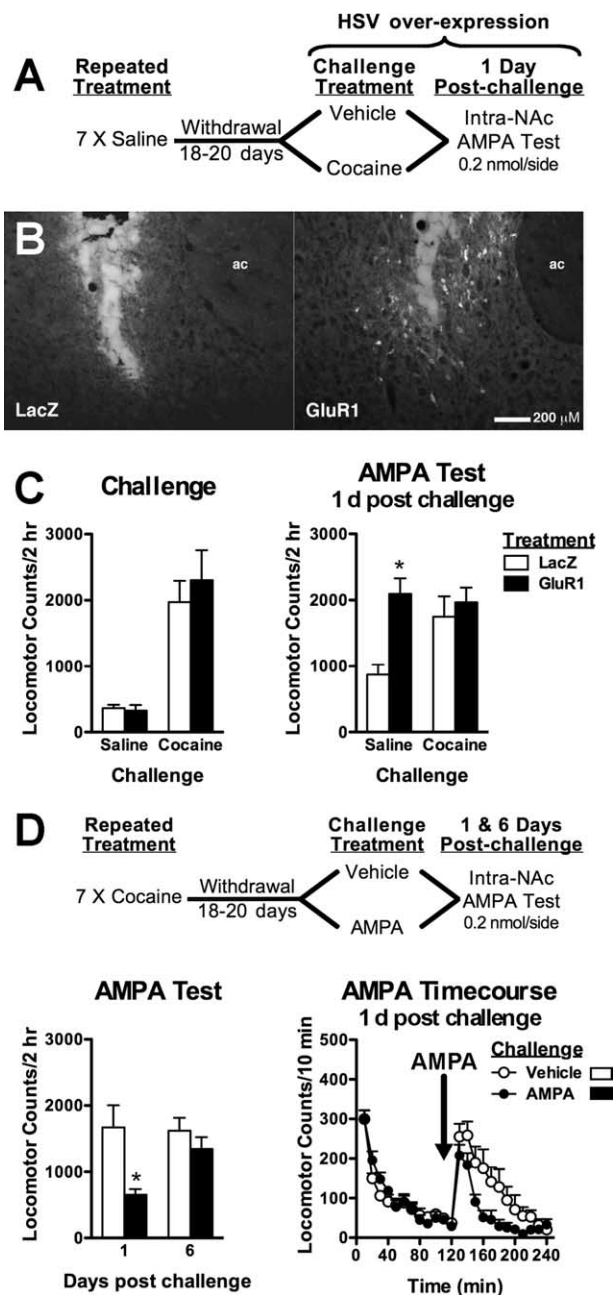 HSV over-expression
A
Repeated
Treatment
Challenge
Treatment
1 Day
Post-challenge
7 X Saline
Withdrawal
18-20 days
Vehicle
Cocaine
Intra-NAc
AMPA Test
0.2 nmol/side
B
ac
ac
LacZ
GluR1
200 µM
C
Challenge
Locomotor Counts/2 hr
3000
2000
1000
0
Saline
Cocaine
Challenge
AMPA Test
1 d post challenge
Locomotor Counts/2 hr
3000
2000
1000
0
*
Saline
Cocaine
Challenge
Treatment
LacZ
GluR1
D
Repeated
Treatment
Challenge
Treatment
1 & 6 Days
Post-challenge
7 X Cocaine
Withdrawal
18-20 days
Vehicle
AMPA
Intra-NAc
AMPA Test
0.2 nmol/side
AMPA Test
Locomotor Counts/2 hr
3000
2000
1000
0
*
1
6
Days post challenge
AMPA Timecourse
1 d post challenge
Locomotor Counts/10 min
500
400
300
200
100
0
AMPA
Challenge
Vehicle
AMPA
0 40 80 120 160 200 240
Time (min)